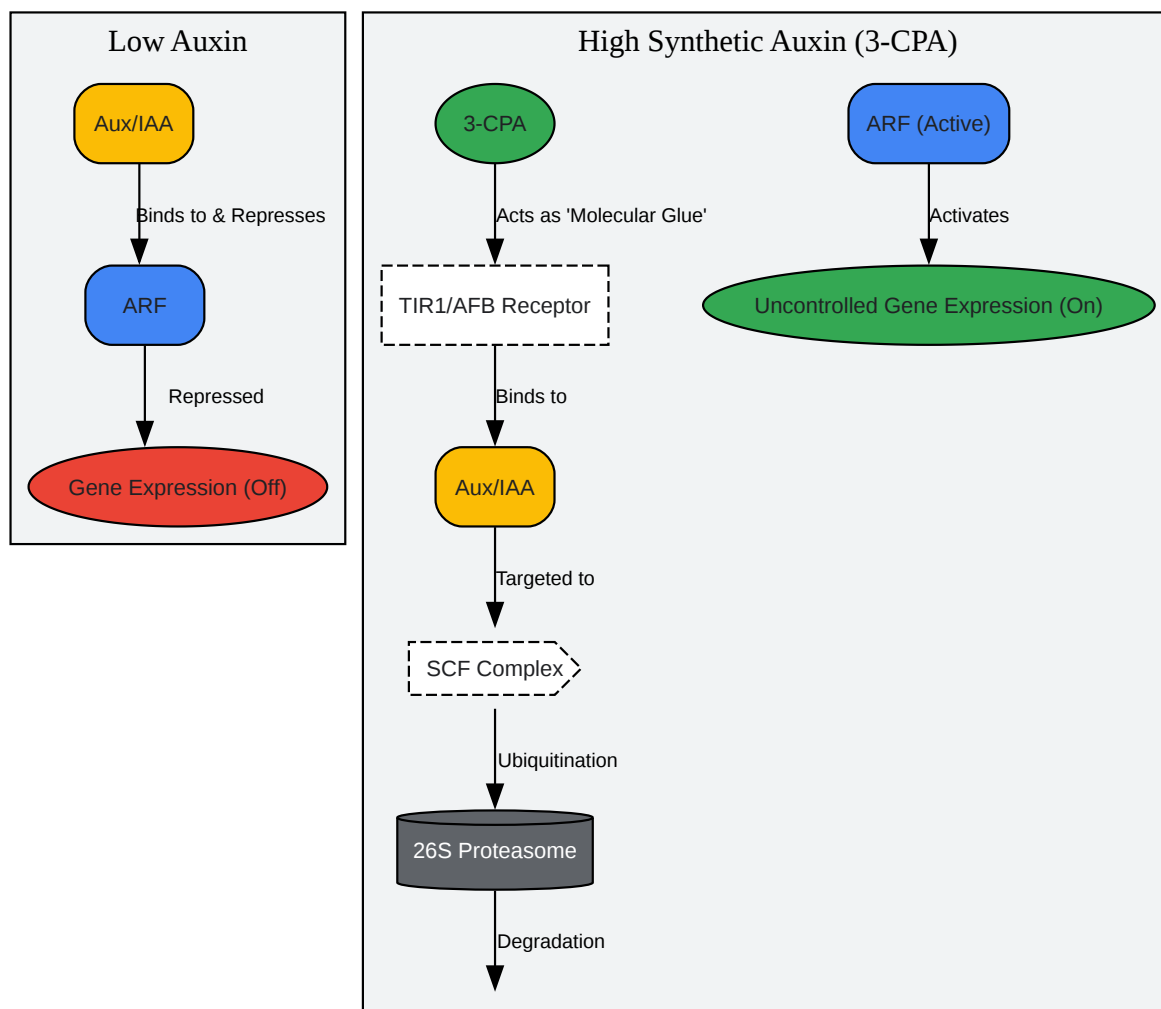 Low Auxin
Aux/IAA
Binds to & Represses
ARF
Repressed
Gene Expression (Off)
High Synthetic Auxin (3-CPA)
3-CPA
Acts as 'Molecular Glue'
TIR1/AFB Receptor
Binds to
Aux/IAA
Targeted to
SCF Complex
Ubiquitination
26S Proteasome
Degradation
ARF (Active)
Activates
Uncontrolled Gene Expression (On)